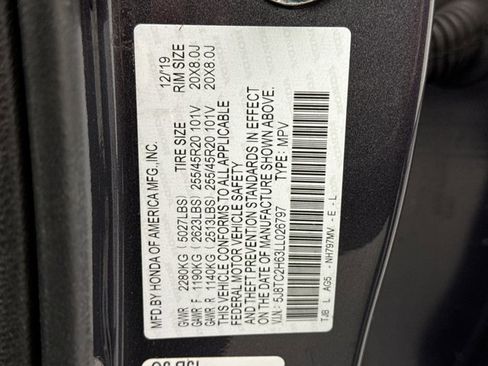 MFD.BY HONDA OF AMERICA MFG.,INC. 12/19
TIRE SIZE RIM SIZE
GVWR 2280KG (5027LBS)
GAWR F 1190KG (2623LBS) 255/45R20 101V 20X8.0J
GAWR R 1140KG (2513LBS) 255/45R20 101V 20X8.0J
THIS VEHICLE CONFORMS TO ALL APPLICABLE
FEDERAL MOTOR VEHICLE SAFETY
AND THEFT PREVENTION STANDARDS IN EFFECT
ON THE DATE OF MANUFACTURE SHOWN ABOVE.
V.I.N.: 5J8TC2H63LL026797 TYPE: MPV
TJB L AG5 - NH797MV - E - L